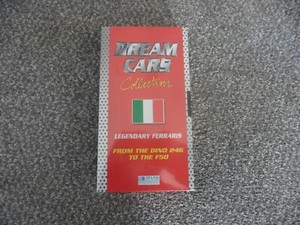 DREAM
CARS
Collection
LEGENDARY FERRARIS
FROM THE DINO 246
TO THE F50